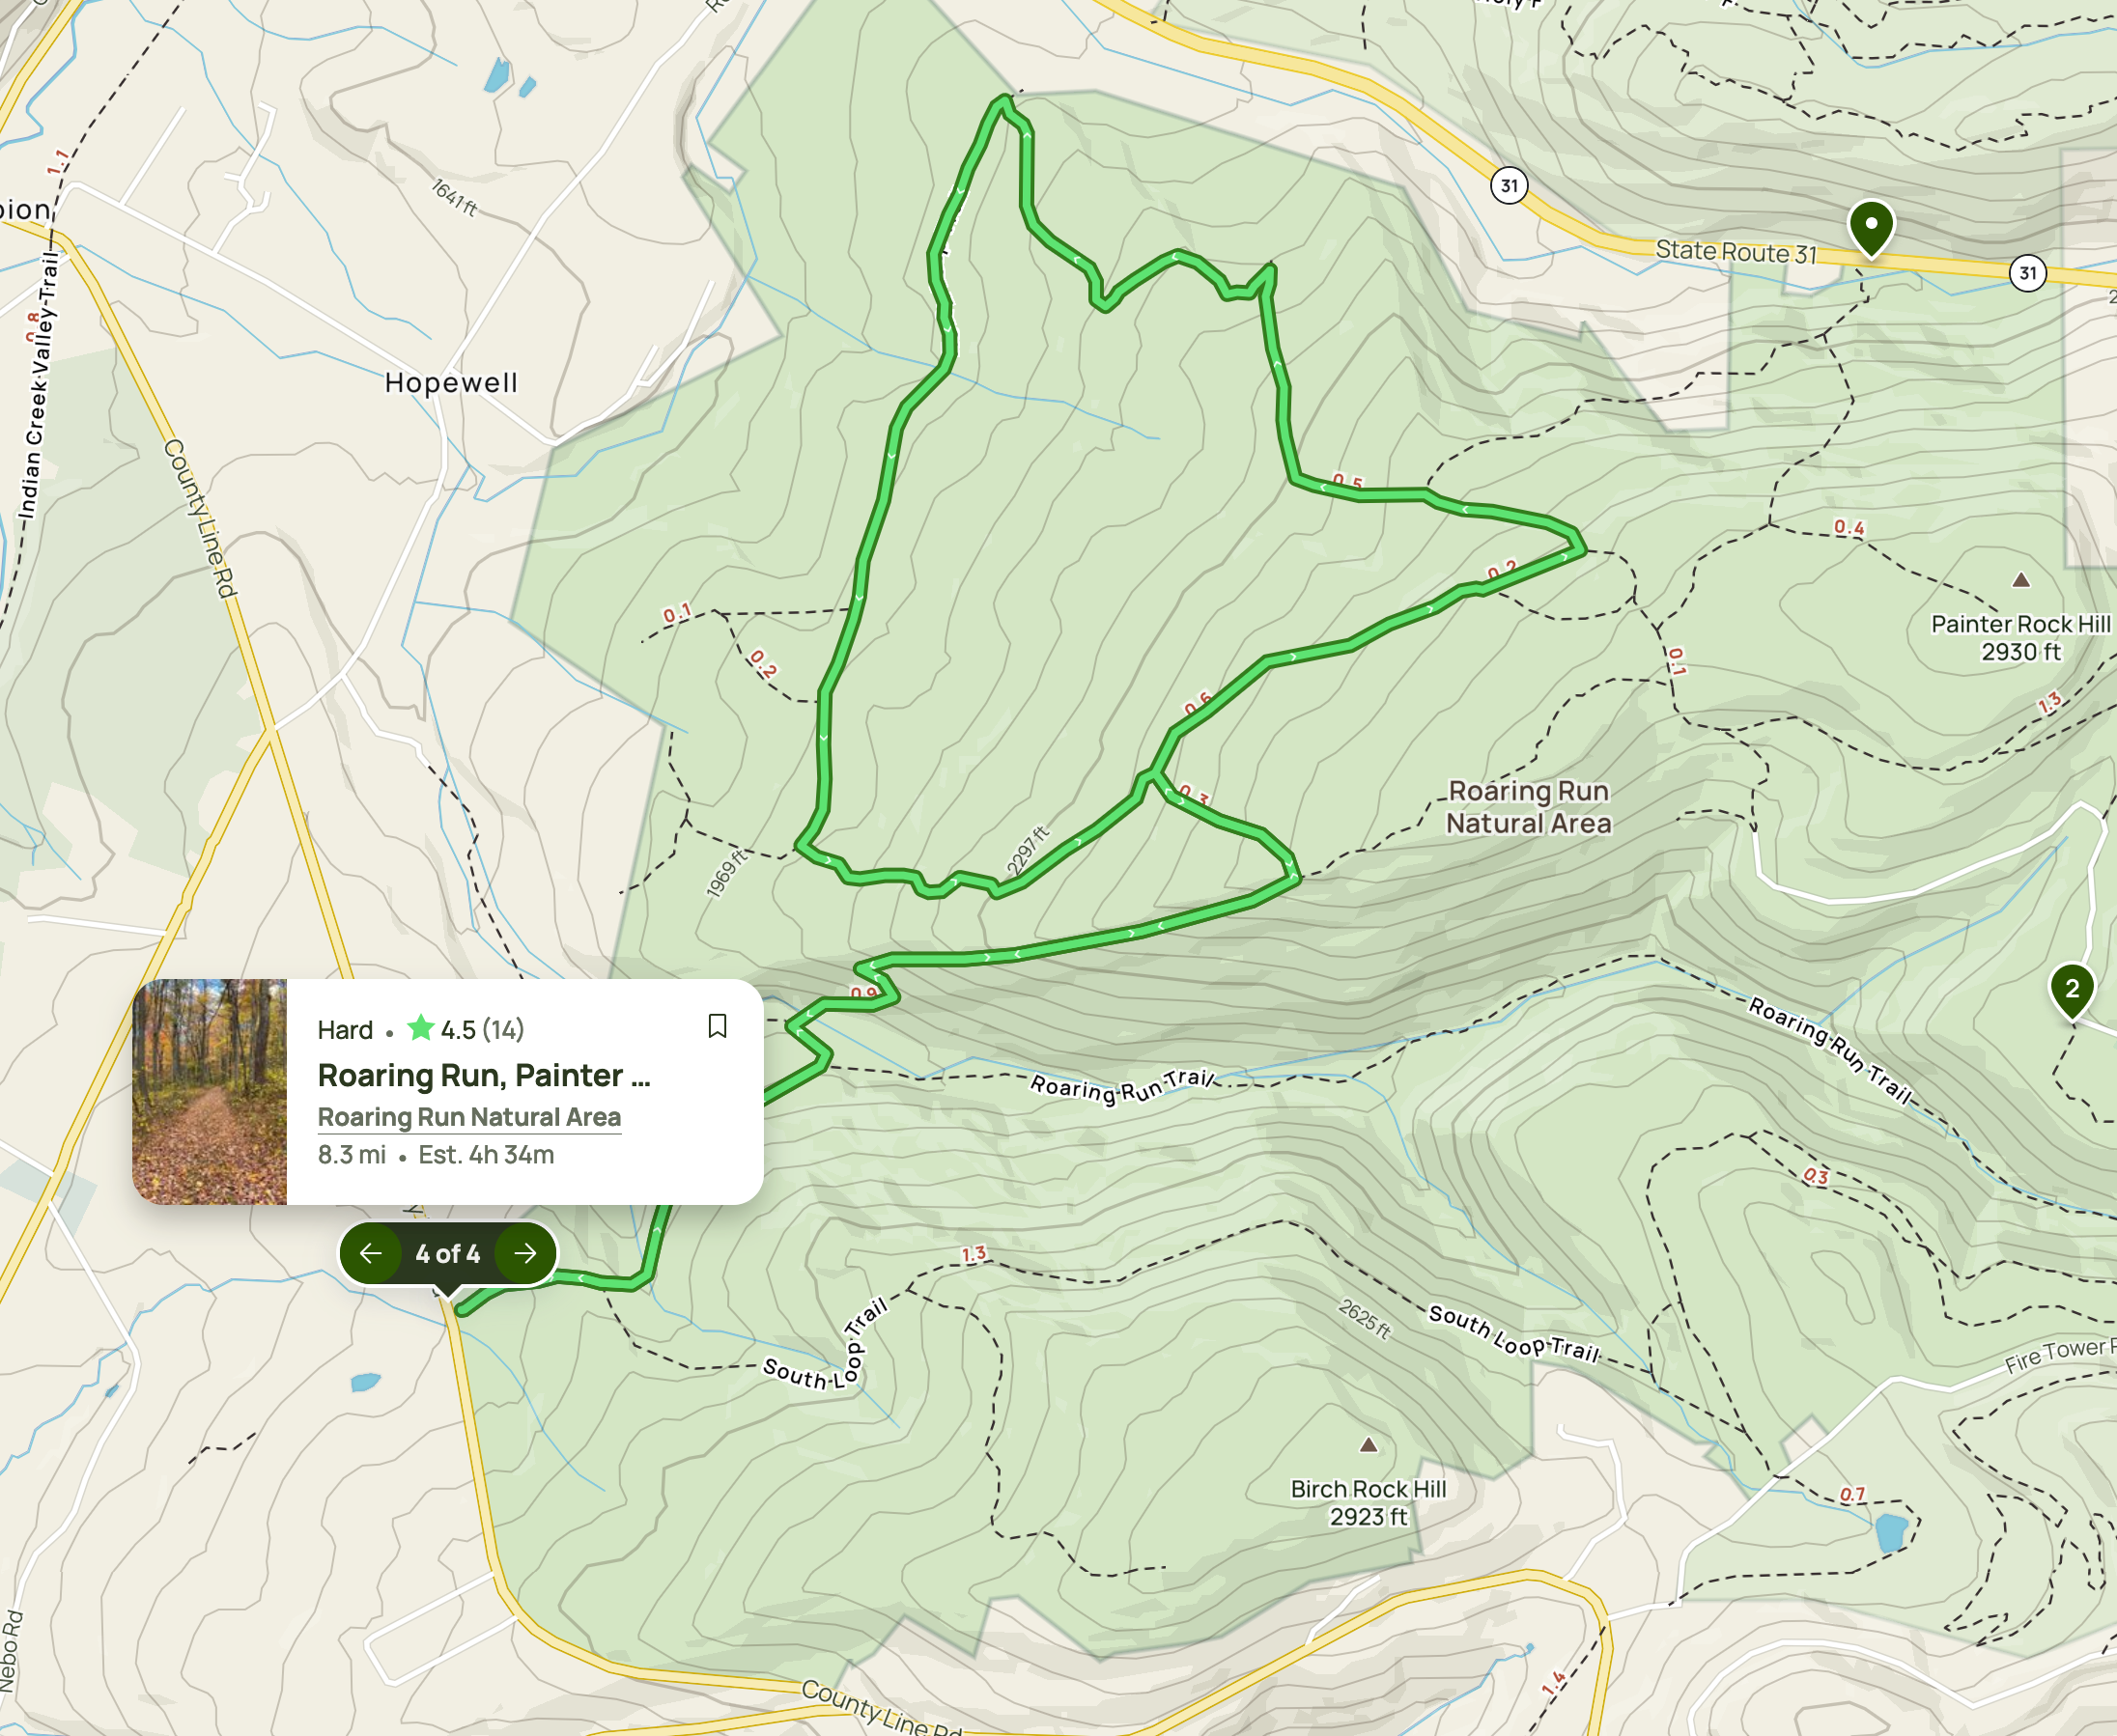 1.1
1641 ft
31
State Route 31
31
Indian Creek Valley Trail
0.8
Hopewell
County Line Rd
0.5
0.4
0.2
Painter Rock Hill
2930 ft
0.1
0.2
0.1
0.6
1.3
0.3
Roaring Run
Natural Area
2297 ft
1969 ft
0.9
2
Roaring Run Trail
Roaring Run Trail
Hard • 4.5 (14)
Roaring Run, Painter ...
Roaring Run Natural Area
8.3 mi • Est. 4h 34m
4 of 4
0.3
1.3
South Loop Trail
2625 ft
South Loop Trail
Fire Tower
Birch Rock Hill
2923 ft
0.7
Nebo Rd
County Line Rd
1.4